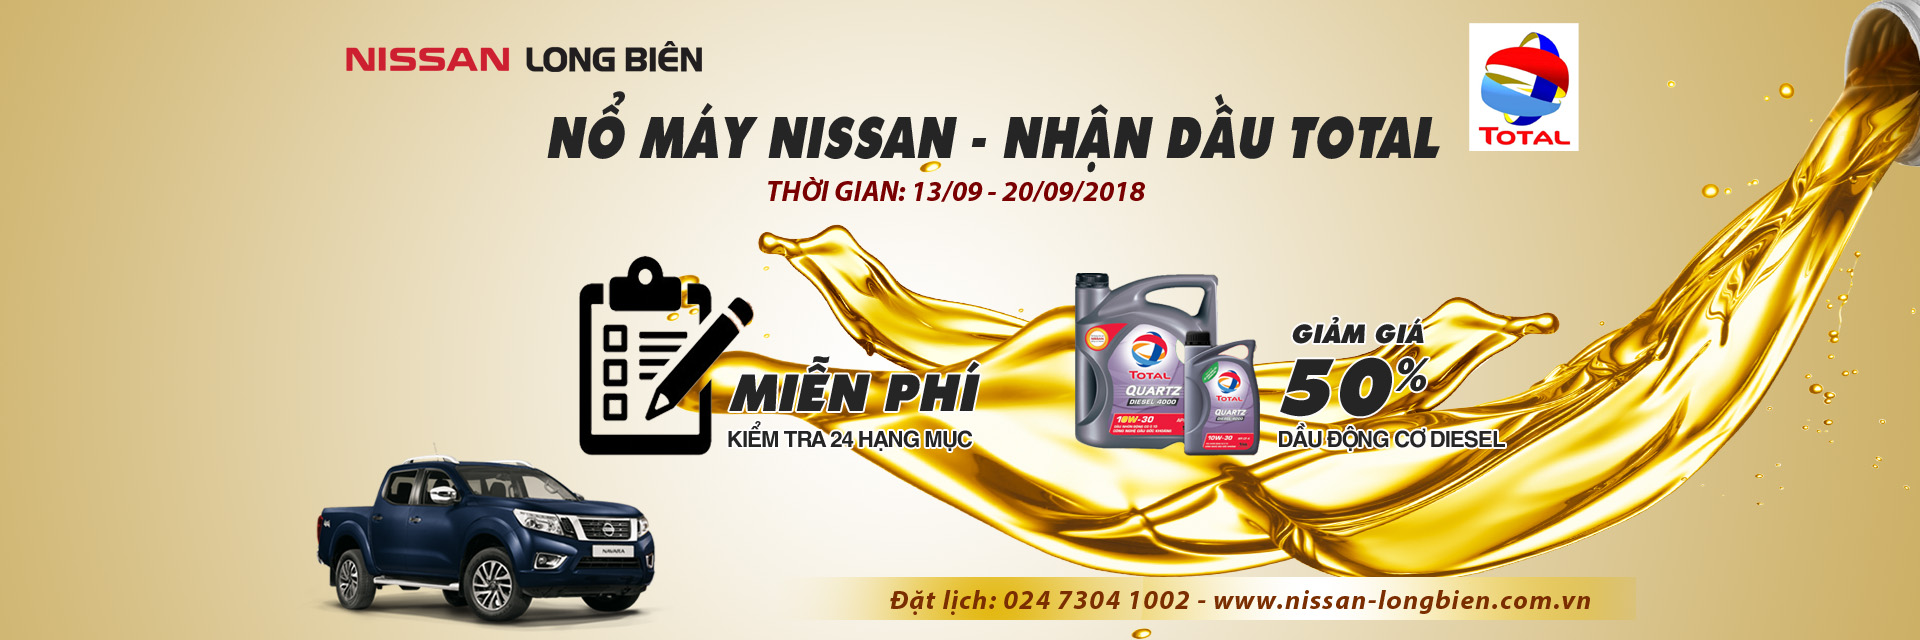 NISSAN LONG BIÊN
NỔ MÁY NISSAN - NHẬN DẦU TOTAL
TOTAL
THỜI GIAN: 13/09 - 20/09/2018
MIỄN PHÍ
KIỂM TRA 24 HẠNG MỤC
TOTAL
QUARTZ
DIESEL 4000
10W-30
TOTAL
QUARTZ
10W-30
GIẢM GIÁ
50%
DẦU ĐỘNG CƠ DIESEL
NAVARA
Đặt lịch: 024 7304 1002 - www.nissan-longbien.com.vn